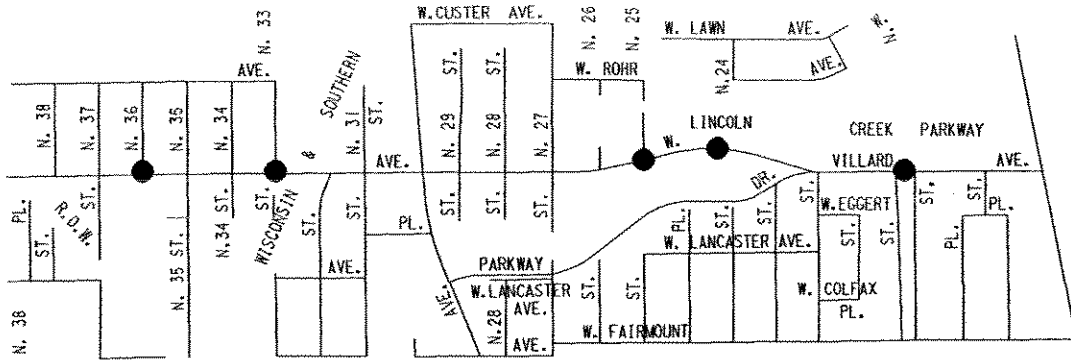 W. CUSTER AVE.
N. 33
N. 26
N. 25
W. LAWN AVE.
N. W.
AVE.
SOUTHERN
ST.
ST.
W. ROHR
N. 24
AVE.
N. 38
N. 37
N. 36
N. 35
N. 34
&
N. 31
ST.
N. 29
N. 28
N. 27
LINCOLN
CREEK PARKWAY
W.
AVE.
VILLARD
AVE.
PL.
ST.
R.O.W.
ST.
N. 35 ST.
N.34 ST.
ST.
WISCONSIN
ST.
ST.
ST.
ST.
ST.
DR.
ST.
W.EGGERT
ST.
ST.
ST.
PL.
PL.
ST.
ST.
PL.
ST.
W. LANCASTER AVE.
AVE.
PARKWAY
W.LANCASTER
AVE.
AVE.
ST.
ST.
W. COLFAX
PL.
N. 38
N.28
AVE.
W. FAIRMOUNT